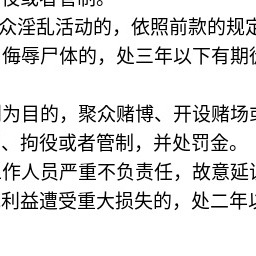 役或者管制。
众淫乱活动的，依照前款的规定
侮辱尸体的，处三年以下有期徒
为目的，聚众赌博、开设赌场或
、拘役或者管制，并处罚金。
作人员严重不负责任，故意延误
利益遭受重大损失的，处二年以